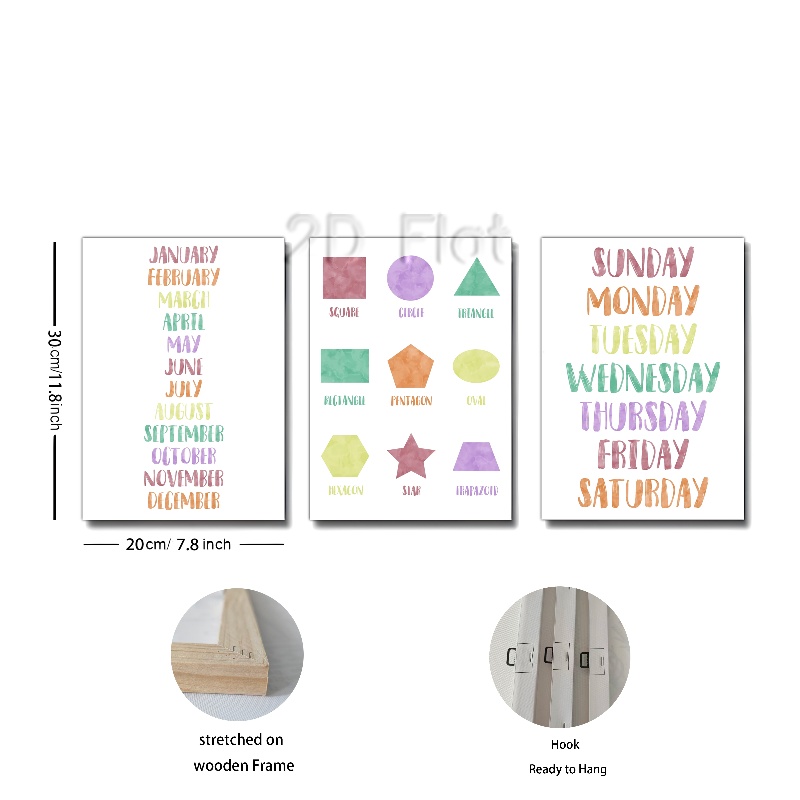 2D Flat
JANUARY
FEBRUARY
MARCH
APRIL
MAY
JUNE
JULY
AUGUST
SEPTEMBER
OCTOBER
NOVEMBER
DECEMBER
SQUARE
CIRCLE
TRIANGLE
RECTANGLE
PENTAGON
OVAL
HEXAGON
STAR
TRAPAZOID
SUNDAY
MONDAY
TUESDAY
WEDNESDAY
THURSDAY
FRIDAY
SATURDAY
30cm/11.8inch
20cm/ 7.8 inch
stretched on
wooden Frame
Hook
Ready to Hang